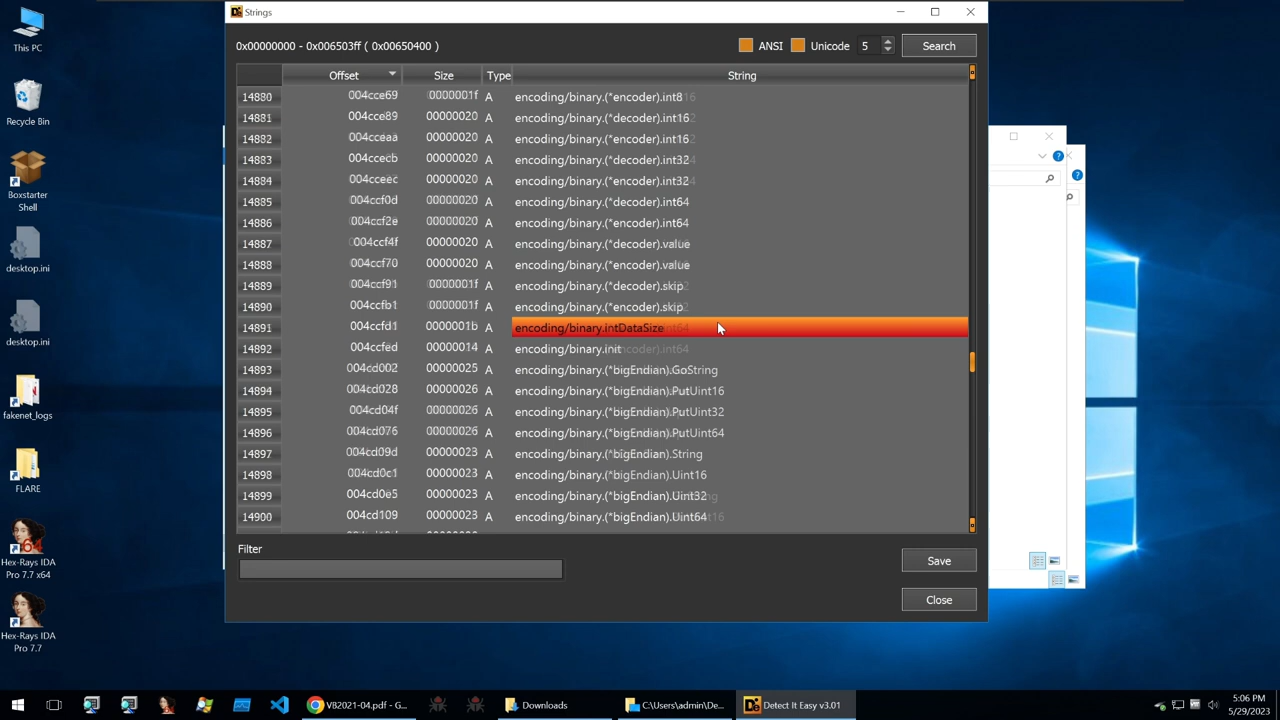 Strings
0x00000000 - 0x006503ff ( 0x00650400 )
ANSI
Unicode
5
Search
Offset Size Type String
14880 004cce69 0000001f A encoding/binary.(*encoder).int8
14881 004cce89 00000020 A encoding/binary.(*decoder).int16
14882 004cceaa 00000020 A encoding/binary.(*encoder).int16
14883 004ccecb 00000020 A encoding/binary.(*decoder).int32
14884 004cceec 00000020 A encoding/binary.(*encoder).int32
14885 004ccf0d 00000020 A encoding/binary.(*decoder).int64
14886 004ccf2e 00000020 A encoding/binary.(*encoder).int64
14887 004ccf4f 00000020 A encoding/binary.(*decoder).value
14888 004ccf70 00000020 A encoding/binary.(*encoder).value
14889 004ccf91 0000001f A encoding/binary.(*decoder).skip
14890 004ccfb1 0000001f A encoding/binary.(*encoder).skip
14891 004ccfd1 0000001b A encoding/binary.intDataSize
14892 004ccfed 00000014 A encoding/binary.init
14893 004cd002 00000025 A encoding/binary.(*bigEndian).GoString
14894 004cd028 00000026 A encoding/binary.(*bigEndian).PutUint16
14895 004cd04f 00000026 A encoding/binary.(*bigEndian).PutUint32
14896 004cd076 00000026 A encoding/binary.(*bigEndian).PutUint64
14897 004cd09d 00000023 A encoding/binary.(*bigEndian).String
14898 004cd0c1 00000023 A encoding/binary.(*bigEndian).Uint16
14899 004cd0e5 00000023 A encoding/binary.(*bigEndian).Uint32
14900 004cd109 00000023 A encoding/binary.(*bigEndian).Uint64
Filter
Save
Close
This PC
Recycle Bin
Boxstarter
Shell
desktop.ini
desktop.ini
fakenet_logs
FLARE
64
Hex-Rays IDA
Pro 7.7 x64
Hex-Rays IDA
Pro 7.7
VB2021-04.pdf - G...
Downloads
C:\Users\admin\De...
Detect It Easy v3.01
5:06 PM
5/29/2023